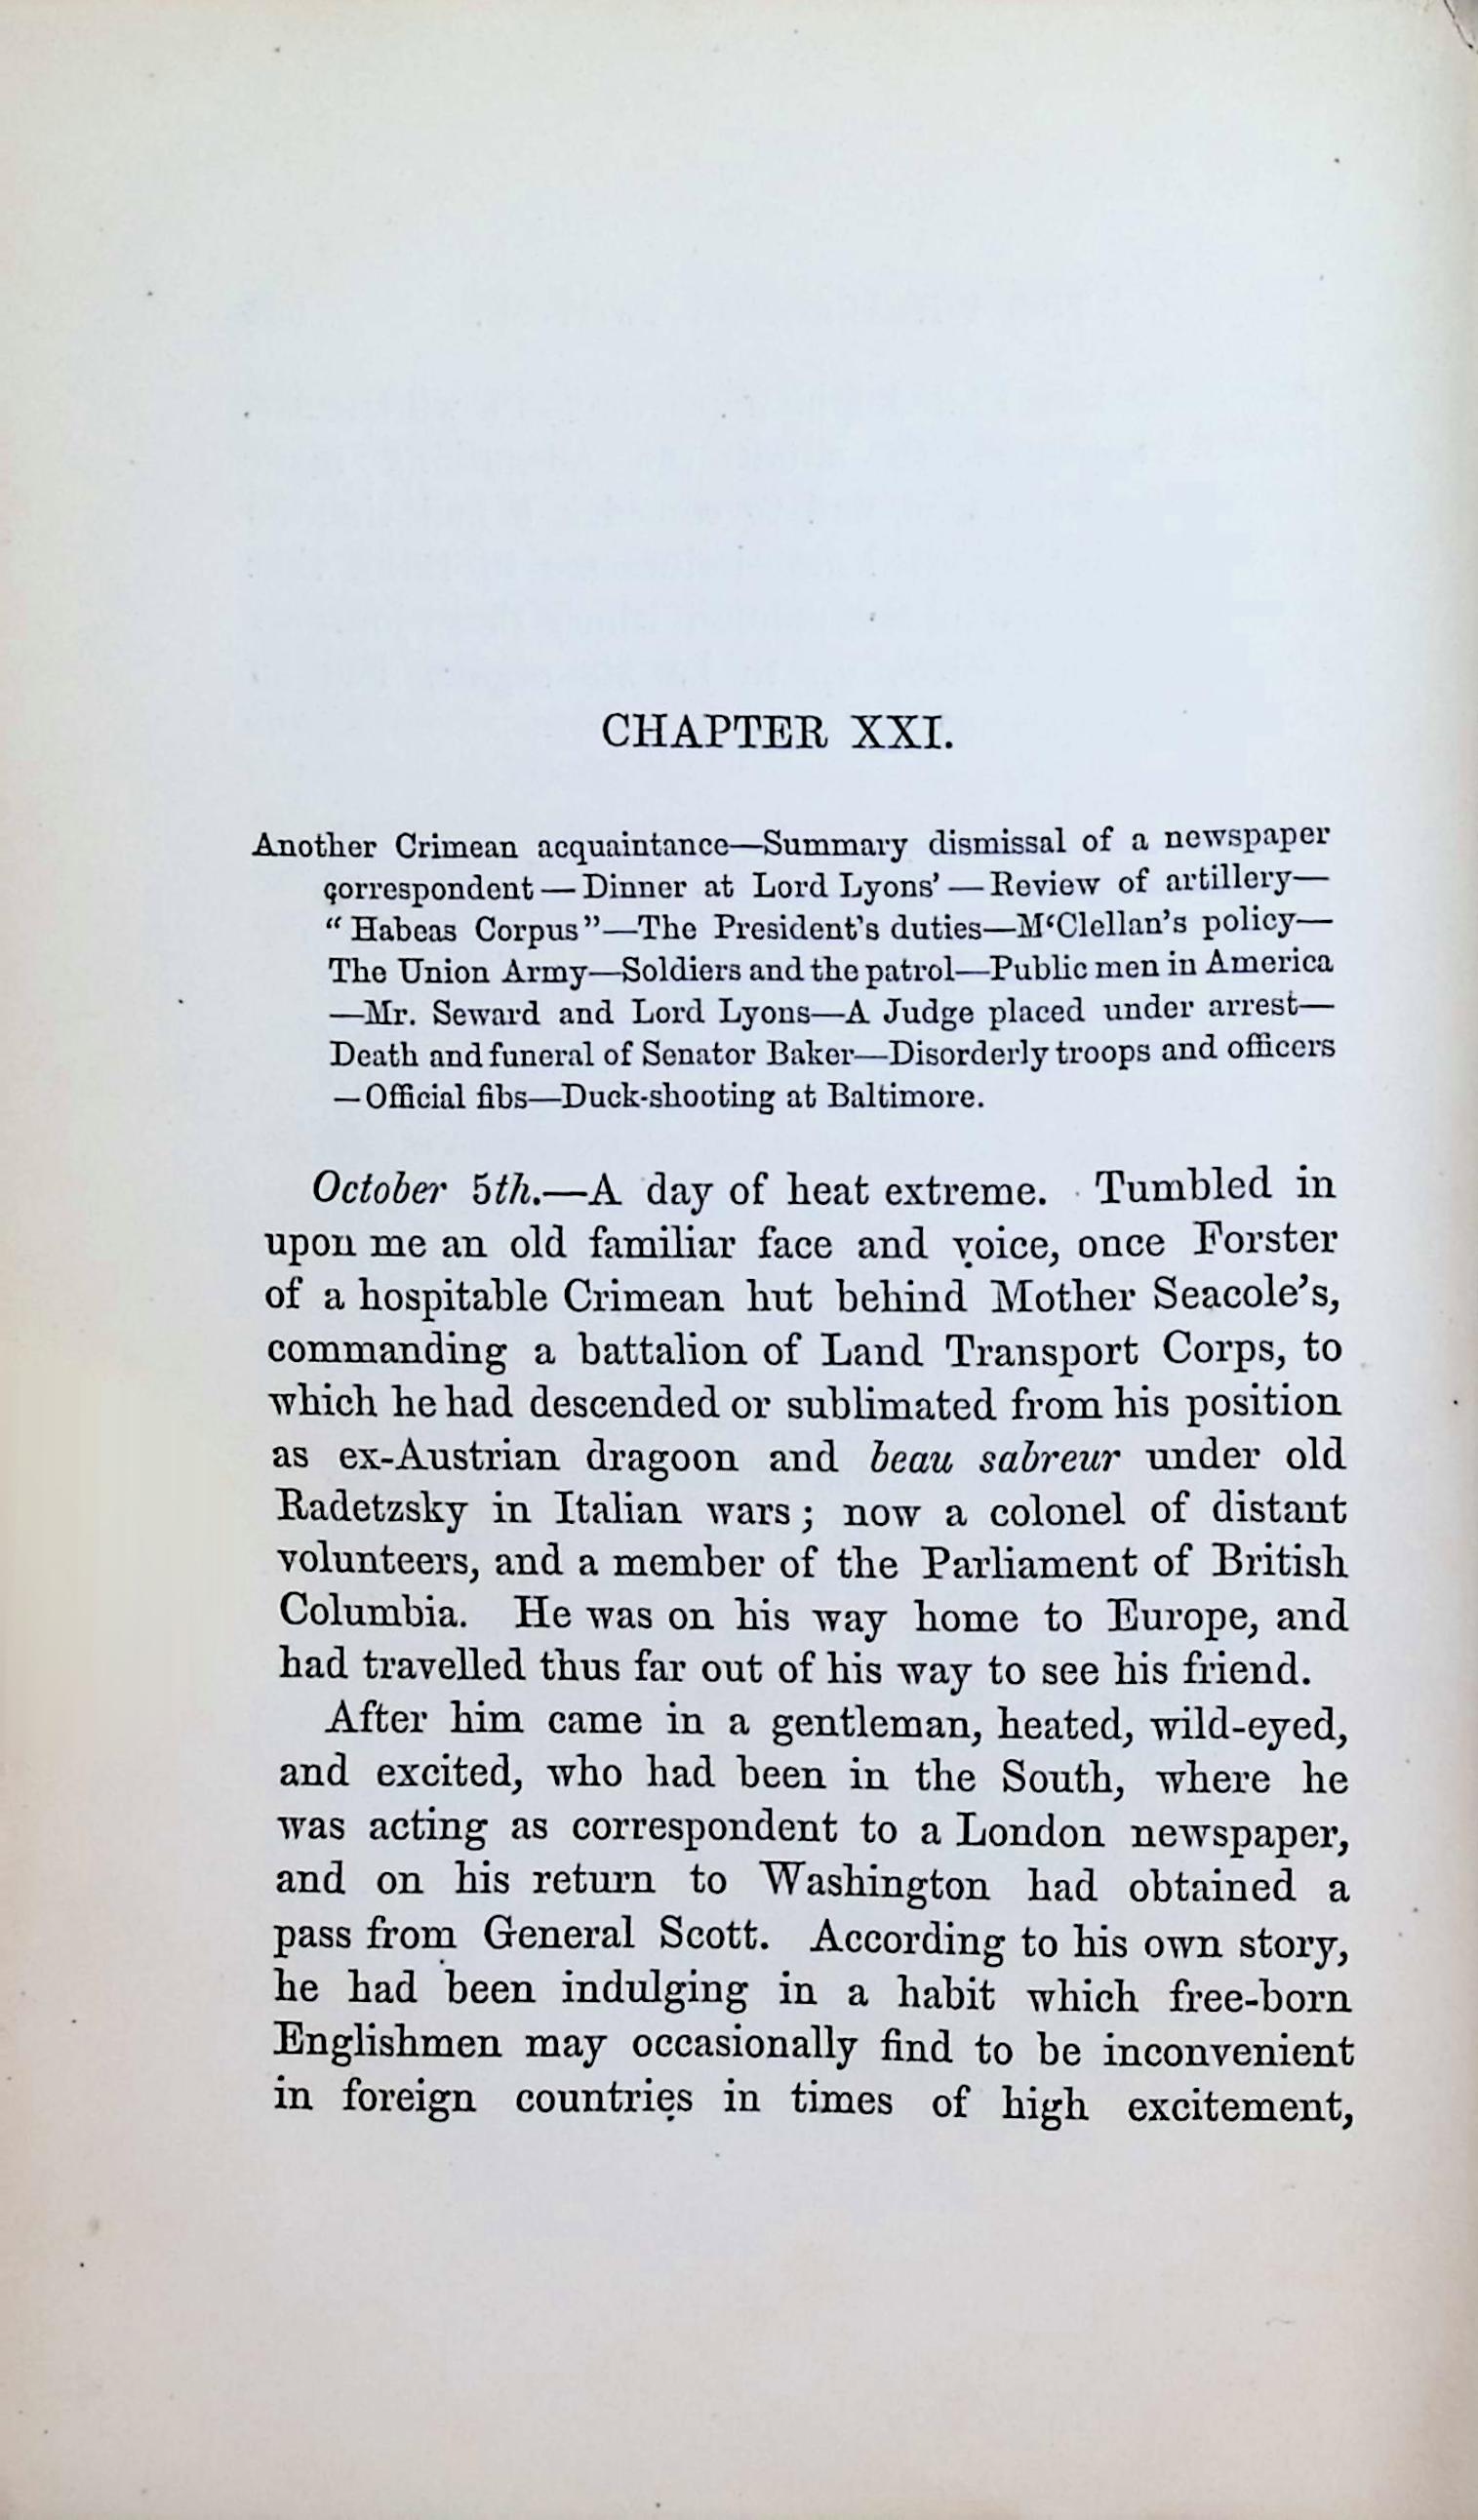 CHAPTER XXI.
Another Crimean acquaintance—Summary dismissal of a newspaper
correspondent — Dinner at Lord Lyons' — Review of artillery—
“Habeas Corpus”—The President's duties—M‘Clellan's policy—
The Union Army—Soldiers and the patrol—Public men in America
—Mr. Seward and Lord Lyons—A Judge placed under arrest—
Death and funeral of Senator Baker—Disorderly troops and officers
—Official fibs—Duck-shooting at Baltimore.
October 5th.—A day of heat extreme. Tumbled in
upon me an old familiar face and voice, once Forster
of a hospitable Crimean hut behind Mother Seacole's,
commanding a battalion of Land Transport Corps, to
which he had descended or sublimated from his position
as ex-Austrian dragoon and beau sabreur under old
Radetzsky in Italian wars; now a colonel of distant
volunteers, and a member of the Parliament of British
Columbia. He was on his way home to Europe, and
had travelled thus far out of his way to see his friend.
After him came in a gentleman, heated, wild-eyed,
and excited, who had been in the South, where he
was acting as correspondent to a London newspaper,
and on his return to Washington had obtained a
pass from General Scott. According to his own story,
he had been indulging in a habit which free-born
Englishmen may occasionally find to be inconvenient
in foreign countries in times of high excitement,